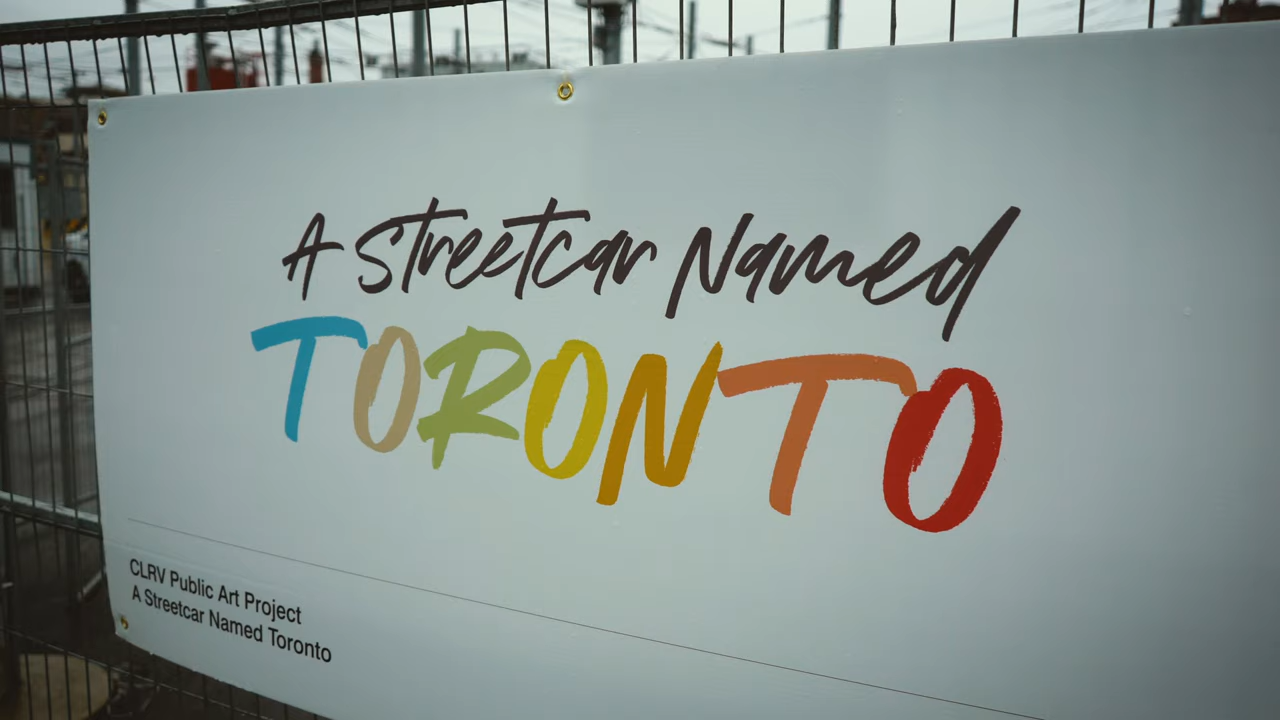 A Streetcar Named
TORONTO
CLRV Public Art Project
A Streetcar Named Toronto